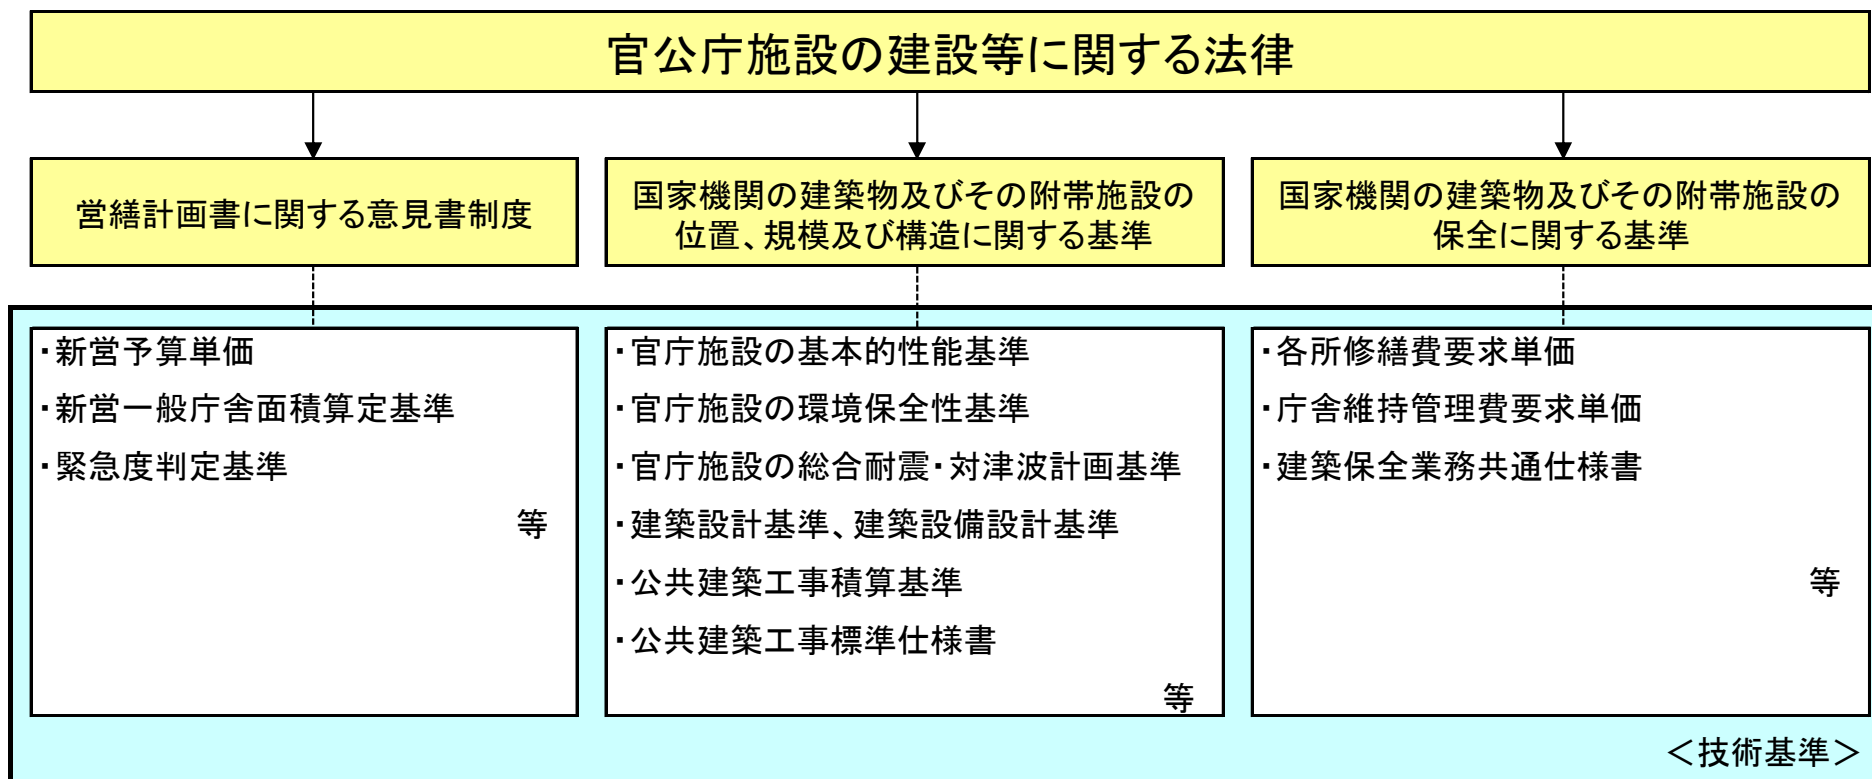 官公庁施設の建設等に関する法律
営繕計画書に関する意見書制度
国家機関の建築物及びその附帯施設の
位置、規模及び構造に関する基準
国家機関の建築物及びその附帯施設の
保全に関する基準
・新営予算単価
・新営一般庁舎面積算定基準
・緊急度判定基準
等
・官庁施設の基本的性能基準
・官庁施設の環境保全性基準
・官庁施設の総合耐震・対津波計画基準
・建築設計基準、建築設備設計基準
・公共建築工事積算基準
・公共建築工事標準仕様書
等
・各所修繕費要求単価
・庁舎維持管理費要求単価
・建築保全業務共通仕様書
等
＜技術基準＞